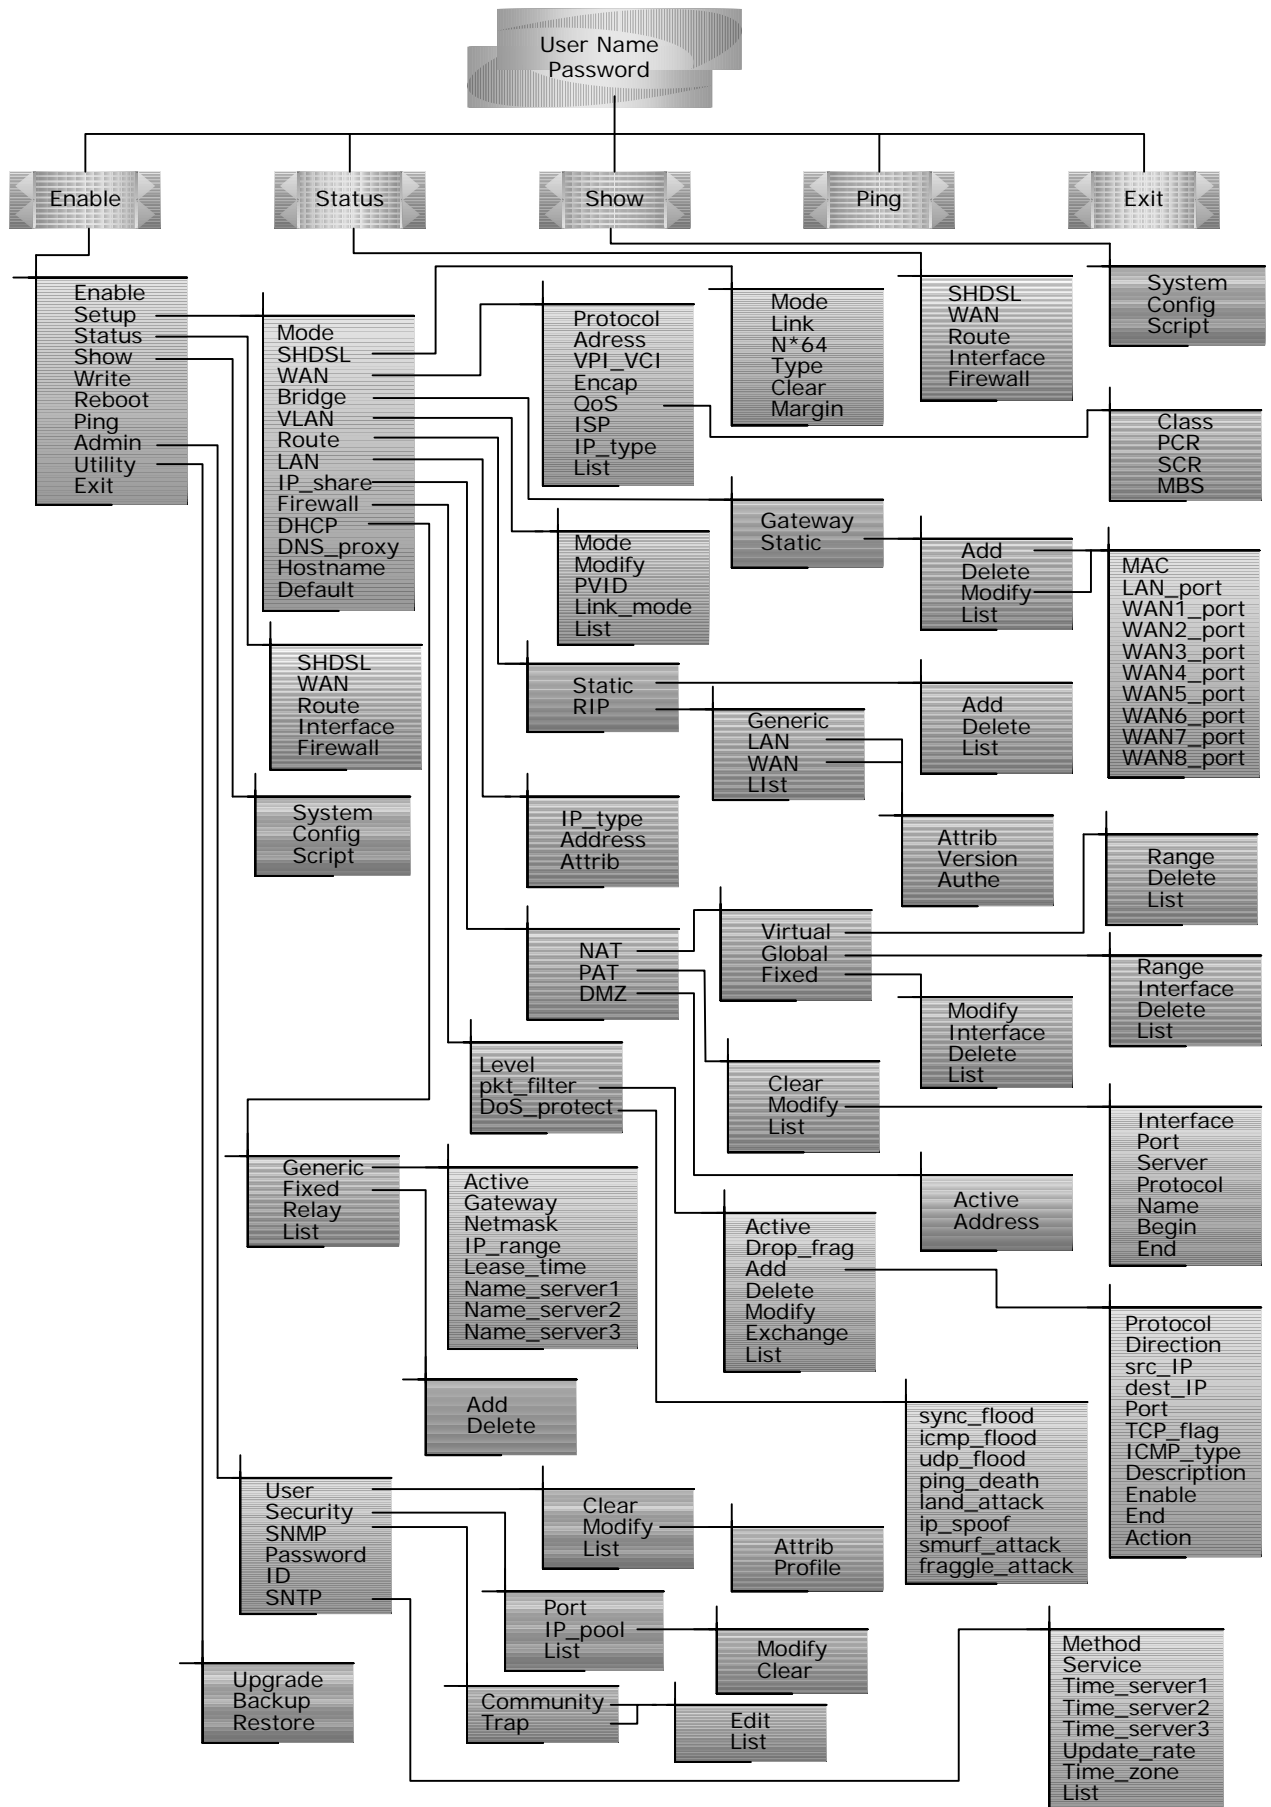 User Name
Password
Enable
Status
Show
Ping
Exit
Enable
Setup
Status
Show
Write
Reboot
Ping
Admin
Utility
Exit
Mode
SHDSL
WAN
Bridge
VLAN
Route
LAN
IP_share
Firewall
DHCP
DNS_proxy
Hostname
Default
Protocol
Adress
VPI_VCI
Encap
QoS
ISP
IP_type
List
Mode
Link
N*64
Type
Clear
Margin
SHDSL
WAN
Route
Interface
Firewall
System
Config
Script
Class
PCR
SCR
MBS
Gateway
Static
Mode
Modify
PVID
Link_mode
List
Add
Delete
Modify
List
MAC
LAN_port
WAN1_port
WAN2_port
WAN3_port
WAN4_port
WAN5_port
WAN6_port
WAN7_port
WAN8_port
SHDSL
WAN
Route
Interface
Firewall
Static
RIP
Generic
LAN
WAN
LIst
Add
Delete
List
System
Config
Script
IP_type
Address
Attrib
Attrib
Version
Authe
Range
Delete
List
NAT
PAT
DMZ
Virtual
Global
Fixed
Range
Interface
Delete
List
Modify
Interface
Delete
List
Level
pkt_filter
DoS_protect
Clear
Modify
List
Interface
Port
Server
Protocol
Name
Begin
End
Generic
Fixed
Relay
List
Active
Gateway
Netmask
IP_range
Lease_time
Name_server1
Name_server2
Name_server3
Active
Address
Active
Drop_frag
Add
Delete
Modify
Exchange
List
Protocol
Direction
src_IP
dest_IP
Port
TCP_flag
ICMP_type
Description
Enable
End
Action
Add
Delete
sync_flood
icmp_flood
udp_flood
ping_death
land_attack
ip_spoof
smurf_attack
fraggle_attack
User
Security
SNMP
Password
ID
SNTP
Clear
Modify
List
Attrib
Profile
Port
IP_pool
List
Modify
Clear
Method
Service
Time_server1
Time_server2
Time_server3
Update_rate
Time_zone
List
Upgrade
Backup
Restore
Community
Trap
Edit
List